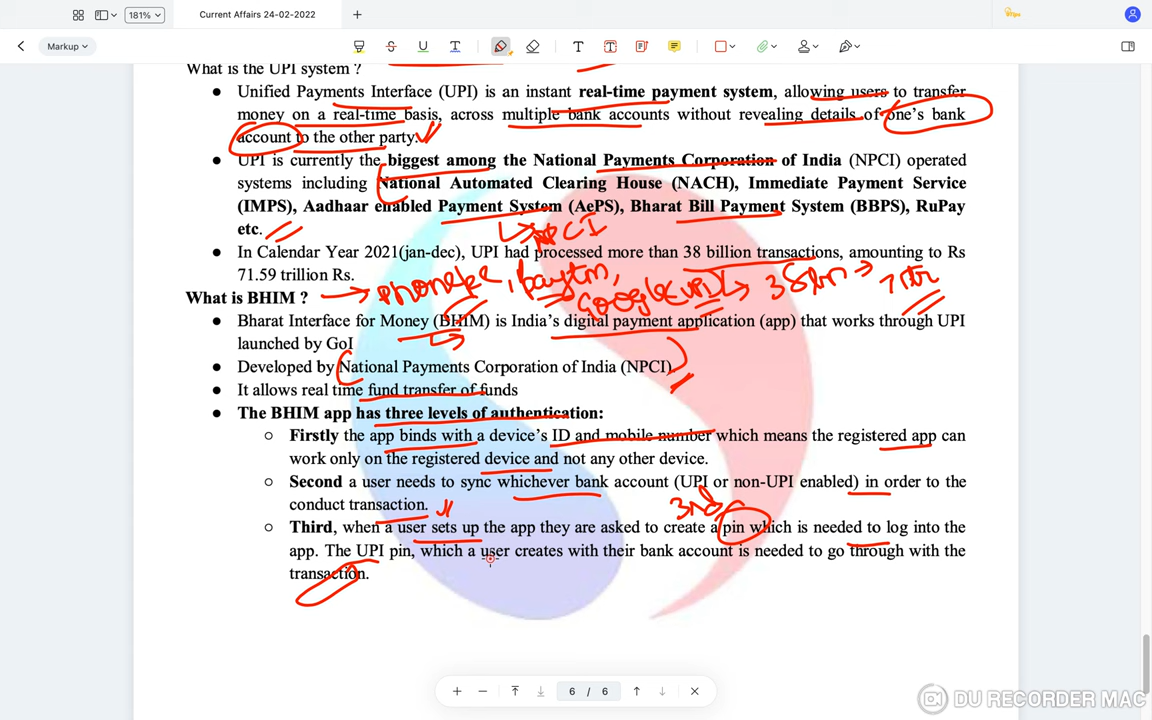 181%
Current Affairs 24-02-2022
Markup
What is the UPI system ?
● Unified Payments Interface (UPI) is an instant real-time payment system, allowing users to transfer
money on a real-time basis, across multiple bank accounts without revealing details of one's bank
account to the other party.
● UPI is currently the biggest among the National Payments Corporation of India (NPCI) operated
systems including National Automated Clearing House (NACH), Immediate Payment Service
(IMPS), Aadhaar enabled Payment System (AePS), Bharat Bill Payment System (BBPS), RuPay
etc.
NPCI
● In Calendar Year 2021(jan-dec), UPI had processed more than 38 billion transactions, amounting to Rs
71.59 trillion Rs.
Phonepe, paytm,
Google (UPI)
What is BHIM ?
● Bharat Interface for Money (BHIM) is India's digital payment application (app) that works through UPI
launched by GoI
● Developed by National Payments Corporation of India (NPCI).
● It allows real time fund transfer of funds
● The BHIM app has three levels of authentication:
○ Firstly the app binds with a device's ID and mobile number which means the registered app can
work only on the registered device and not any other device.
○ Second a user needs to sync whichever bank account (UPI or non-UPI enabled) in order to the
conduct transaction.
3rd
○ Third, when a user sets up the app they are asked to create a pin which is needed to log into the
app. The UPI pin, which a user creates with their bank account is needed to go through with the
transaction.
6 / 6
DU RECORDER MAC